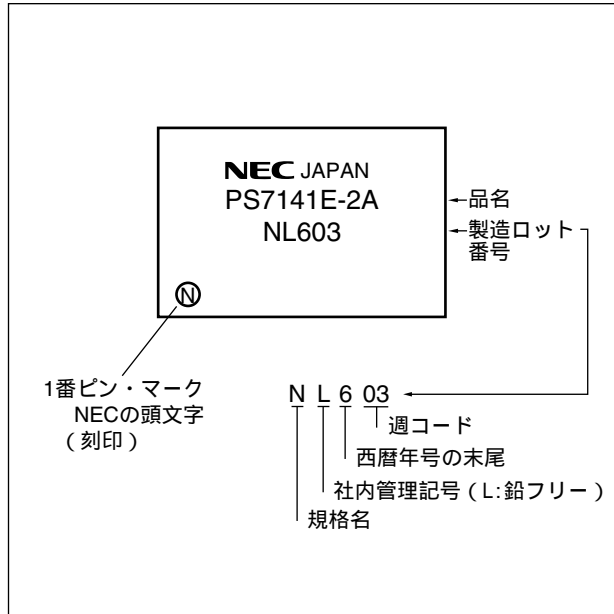 NEC JAPAN
PS7141E-2A
NL603
N
品名
製造ロット
番号
1番ピン・マーク
NECの頭文字
（刻印）
N L 6 03
週コード
西暦年号の末尾
社内管理記号（L:鉛フリー）
規格名